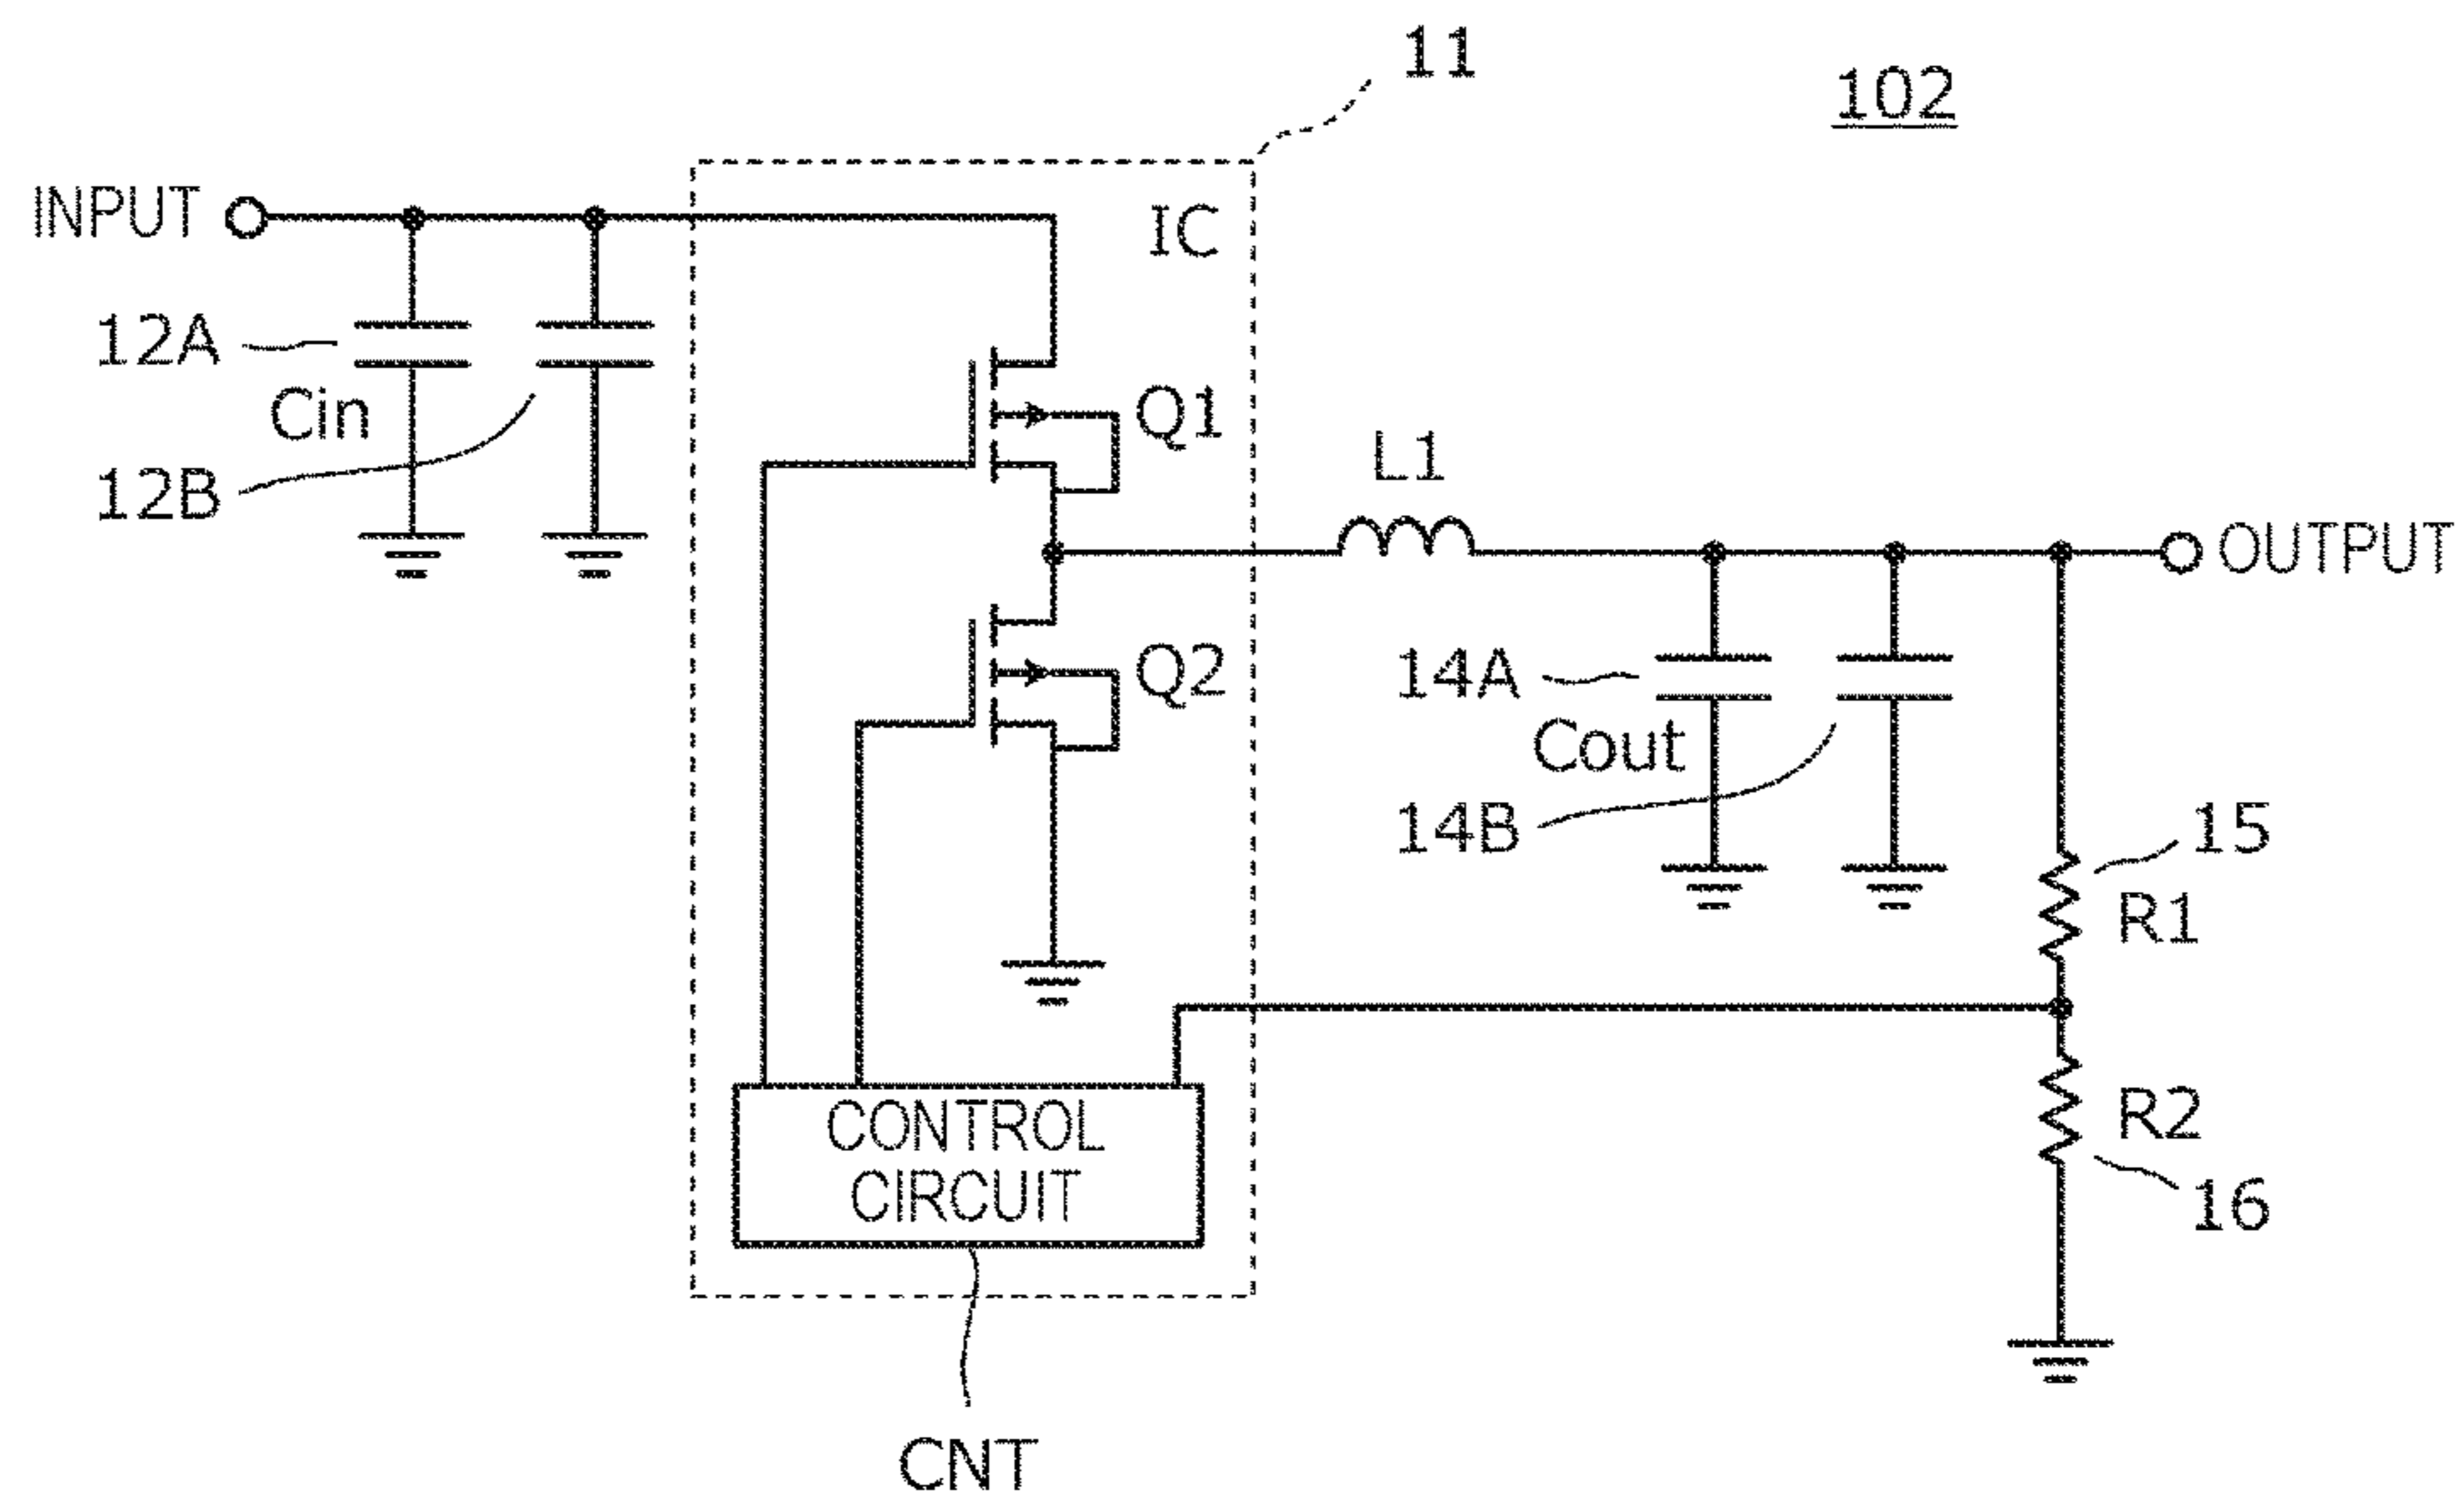 11
102
INPUT
IC
12A
Cin
12B
Q1
L1
OUTPUT
Q2
14A
Cout
14B
15
R1
R2
16
CONTROL
CIRCUIT
CNT